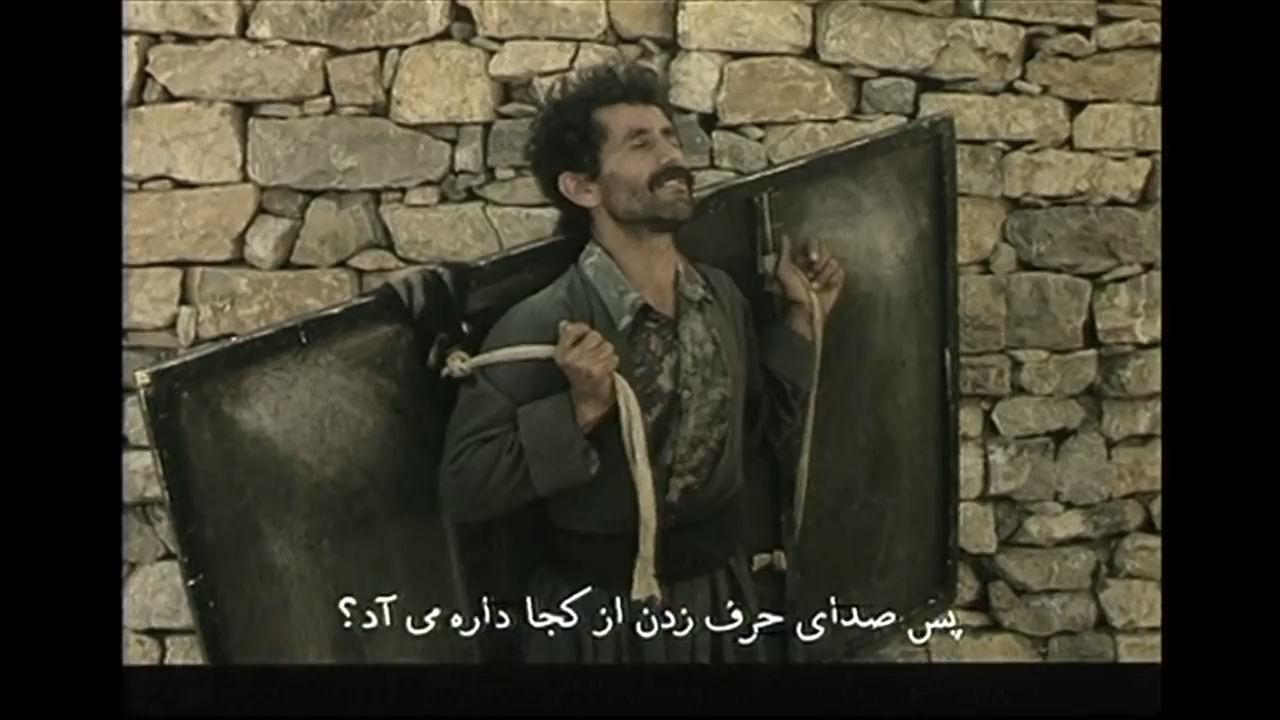 پس صدای حرف زدن از کجا داره می آد؟